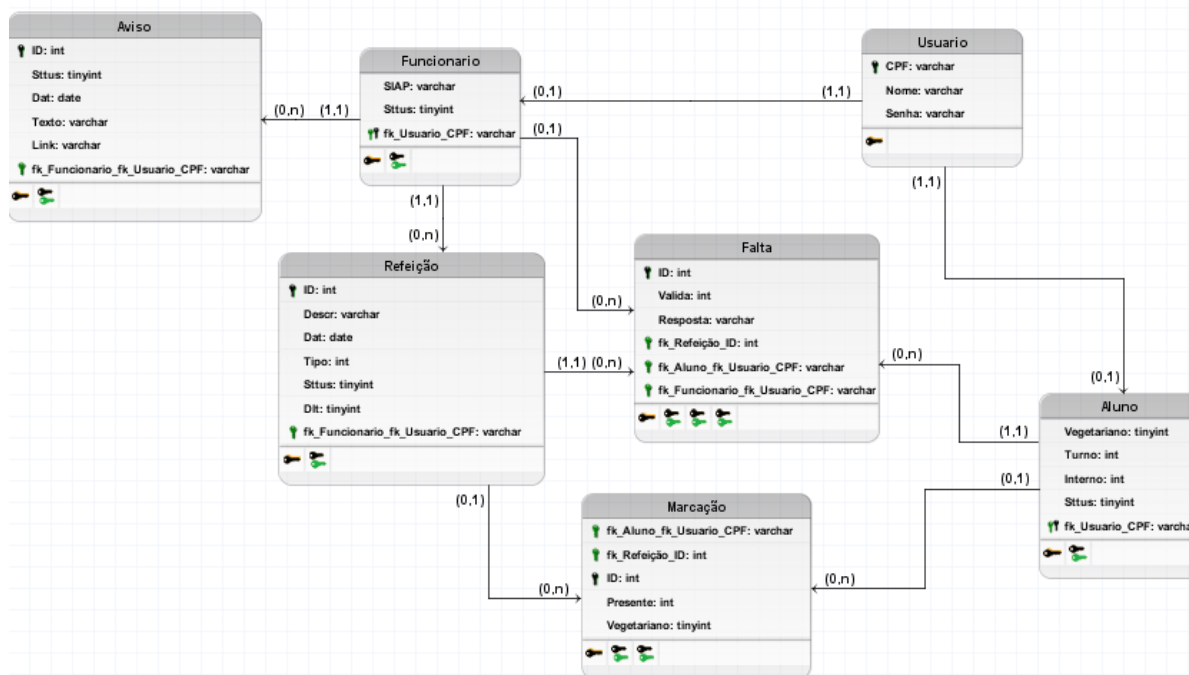 Aviso
ID: int
Sttus: tinyint
Dat: date
Texto: varchar
Link: varchar
fk_Funcionario_fk_Usuario_CPF: varchar
(0,n) (1,1)
Funcionario
SIAP: varchar
Sttus: tinyint
fk_Usuario_CPF: varchar
(0,1)
(1,1)
(0,1)
Usuario
CPF: varchar
Nome: varchar
Senha: varchar
(1,1)
(1,1)
(0,n)
Refeição
ID: int
Descr: varchar
Dat: date
Tipo: int
Sttus: tinyint
Dlt: tinyint
fk_Funcionario_fk_Usuario_CPF: varchar
(0,n)
(1,1) (0,n)
Falta
ID: int
Valida: int
Resposta: varchar
fk_Refeição_ID: int
fk_Aluno_fk_Usuario_CPF: varchar
fk_Funcionario_fk_Usuario_CPF: varchar
(0,n)
(0,1)
(1,1)
(0,1)
Aluno
Vegetariano: tinyint
Turno: int
Interno: int
Sttus: tinyint
fk_Usuario_CPF: varcha
(0,1)
(0,n)
Marcação
fk_Aluno_fk_Usuario_CPF: varchar
fk_Refeição_ID: int
ID: int
Presente: int
Vegetariano: tinyint
(0,n)